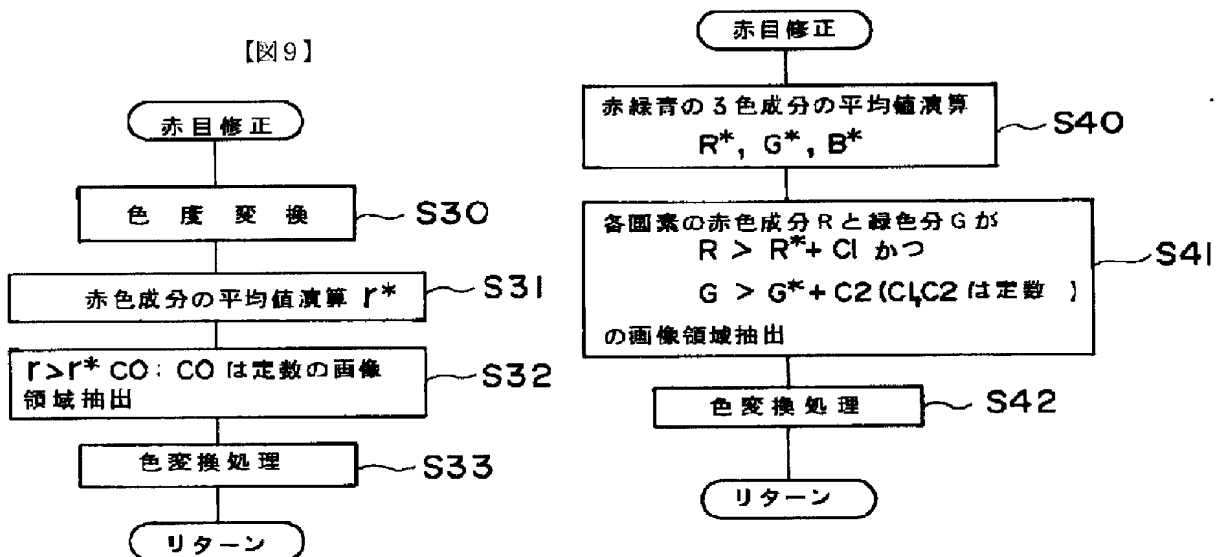 【図9】
赤目修正
色度変換
S30
赤色成分の平均値演算 r*
S31
r>r* C0; C0は定数の画像
領域抽出
S32
色変換処理
S33
リターン
赤目修正
赤緑青の3色成分の平均値演算
R*, G*, B*
S40
各画素の赤色成分Rと緑色分Gが
R > R*+ C1 かつ
G > G*+ C2 (C1,C2は定数 )
の画像領域抽出
S41
色変換処理
S42
リターン